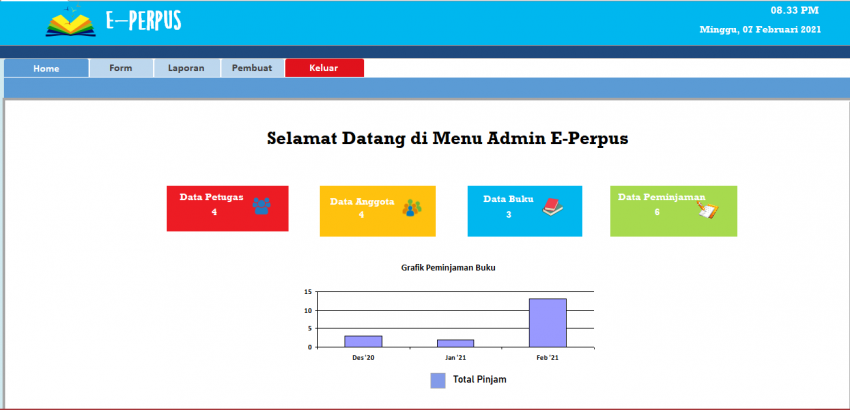 E-PERPUS
08.33 PM
Minggu, 07 Februari 2021
Home Form Laporan Pembuat Keluar
Selamat Datang di Menu Admin E-Perpus
Data Petugas
4
Data Anggota
4
Data Buku
3
Data Peminjaman
6
Grafik Peminjaman Buku
15
10
5
0
Des '20 Jan '21 Feb '21
Total Pinjam